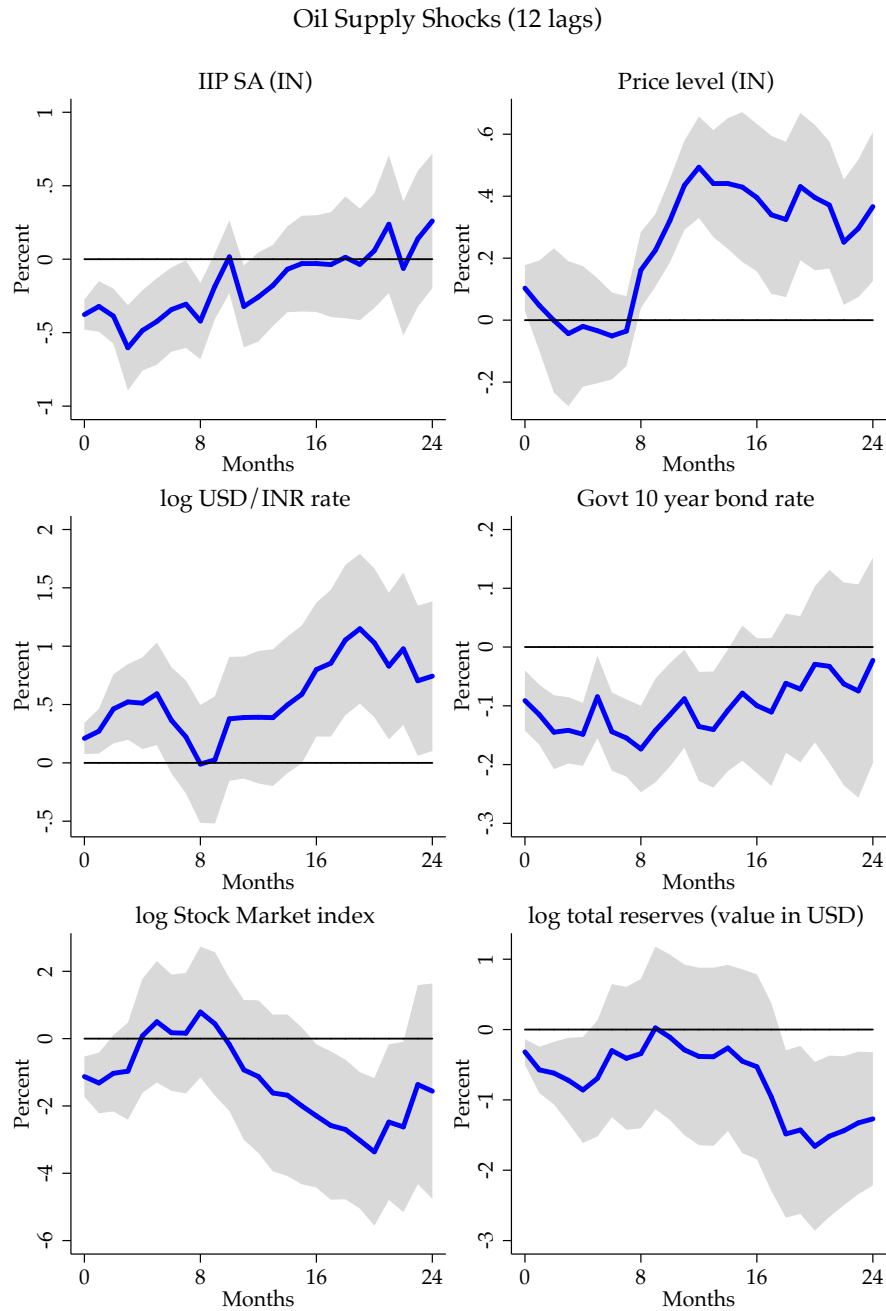 Oil Supply Shocks (12 lags)
IIP SA (IN)
Percent
1
.5
0
-.5
-1
0 8 16 24
Months
Price level (IN)
Percent
.6
.4
.2
0
-.2
0 8 16 24
Months
log USD/INR rate
Percent
2
1.5
1
.5
0
-.5
0 8 16 24
Months
Govt 10 year bond rate
Percent
.2
.1
0
-.1
-.2
-.3
0 8 16 24
Months
log Stock Market index
Percent
2
0
-2
-4
-6
0 8 16 24
Months
log total reserves (value in USD)
Percent
1
0
-1
-2
-3
0 8 16 24
Months